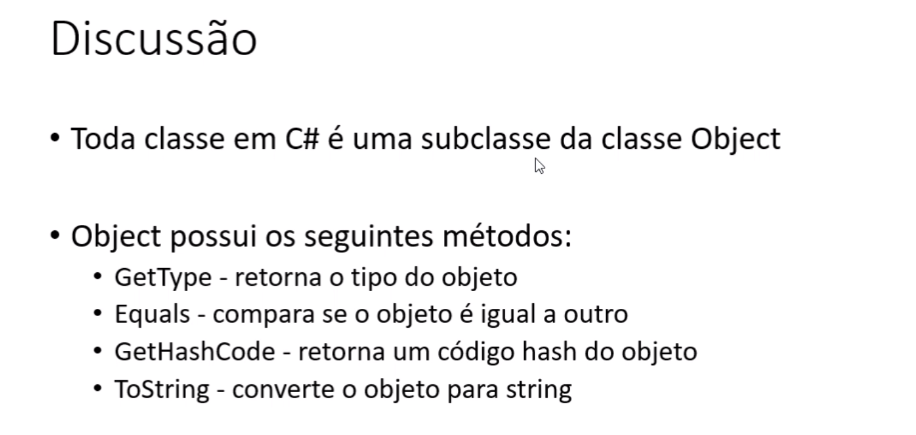 Discussão
• Toda classe em C# é uma subclasse da classe Object
• Object possui os seguintes métodos:
• GetType - retorna o tipo do objeto
• Equals - compara se o objeto é igual a outro
• GetHashCode - retorna um código hash do objeto
• ToString - converte o objeto para string